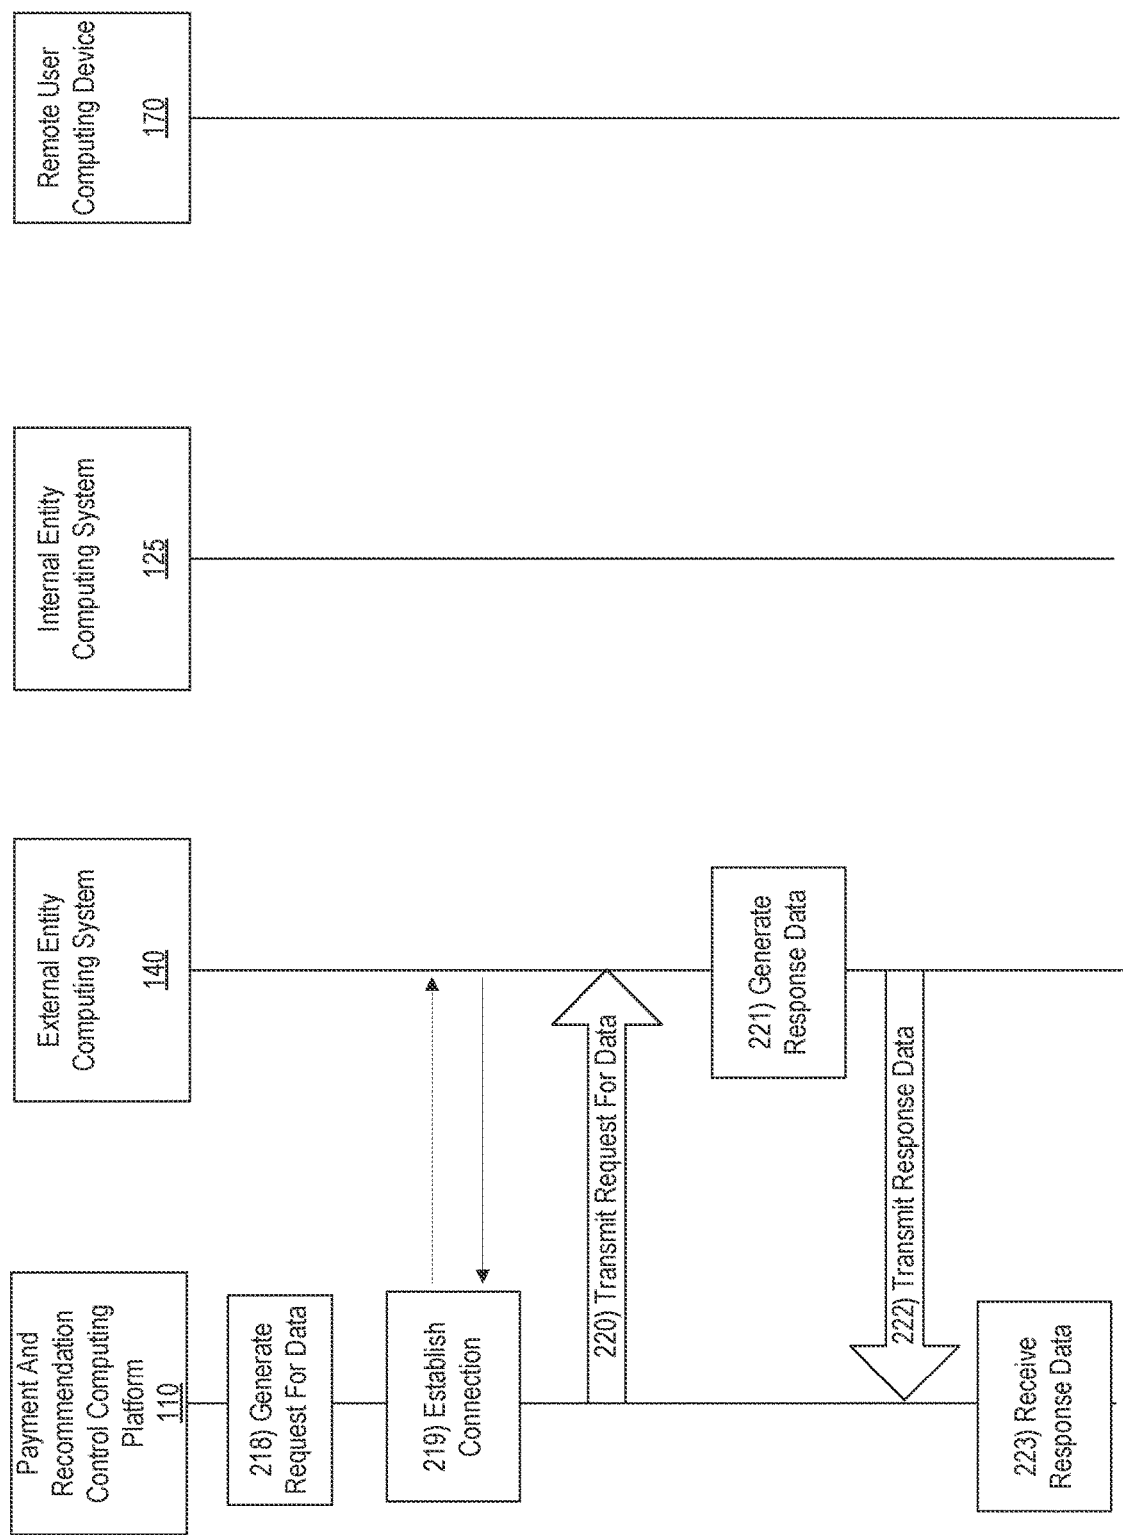 Payment And
Recommendation
Control Computing
Platform
110
External Entity
Computing System
140
Internal Entity
Computing System
125
Remote User
Computing Device
170
218) Generate
Request For Data
219) Establish
Connection
220) Transmit Request For Data
221) Generate
Response Data
222) Transmit Response Data
223) Receive
Response Data